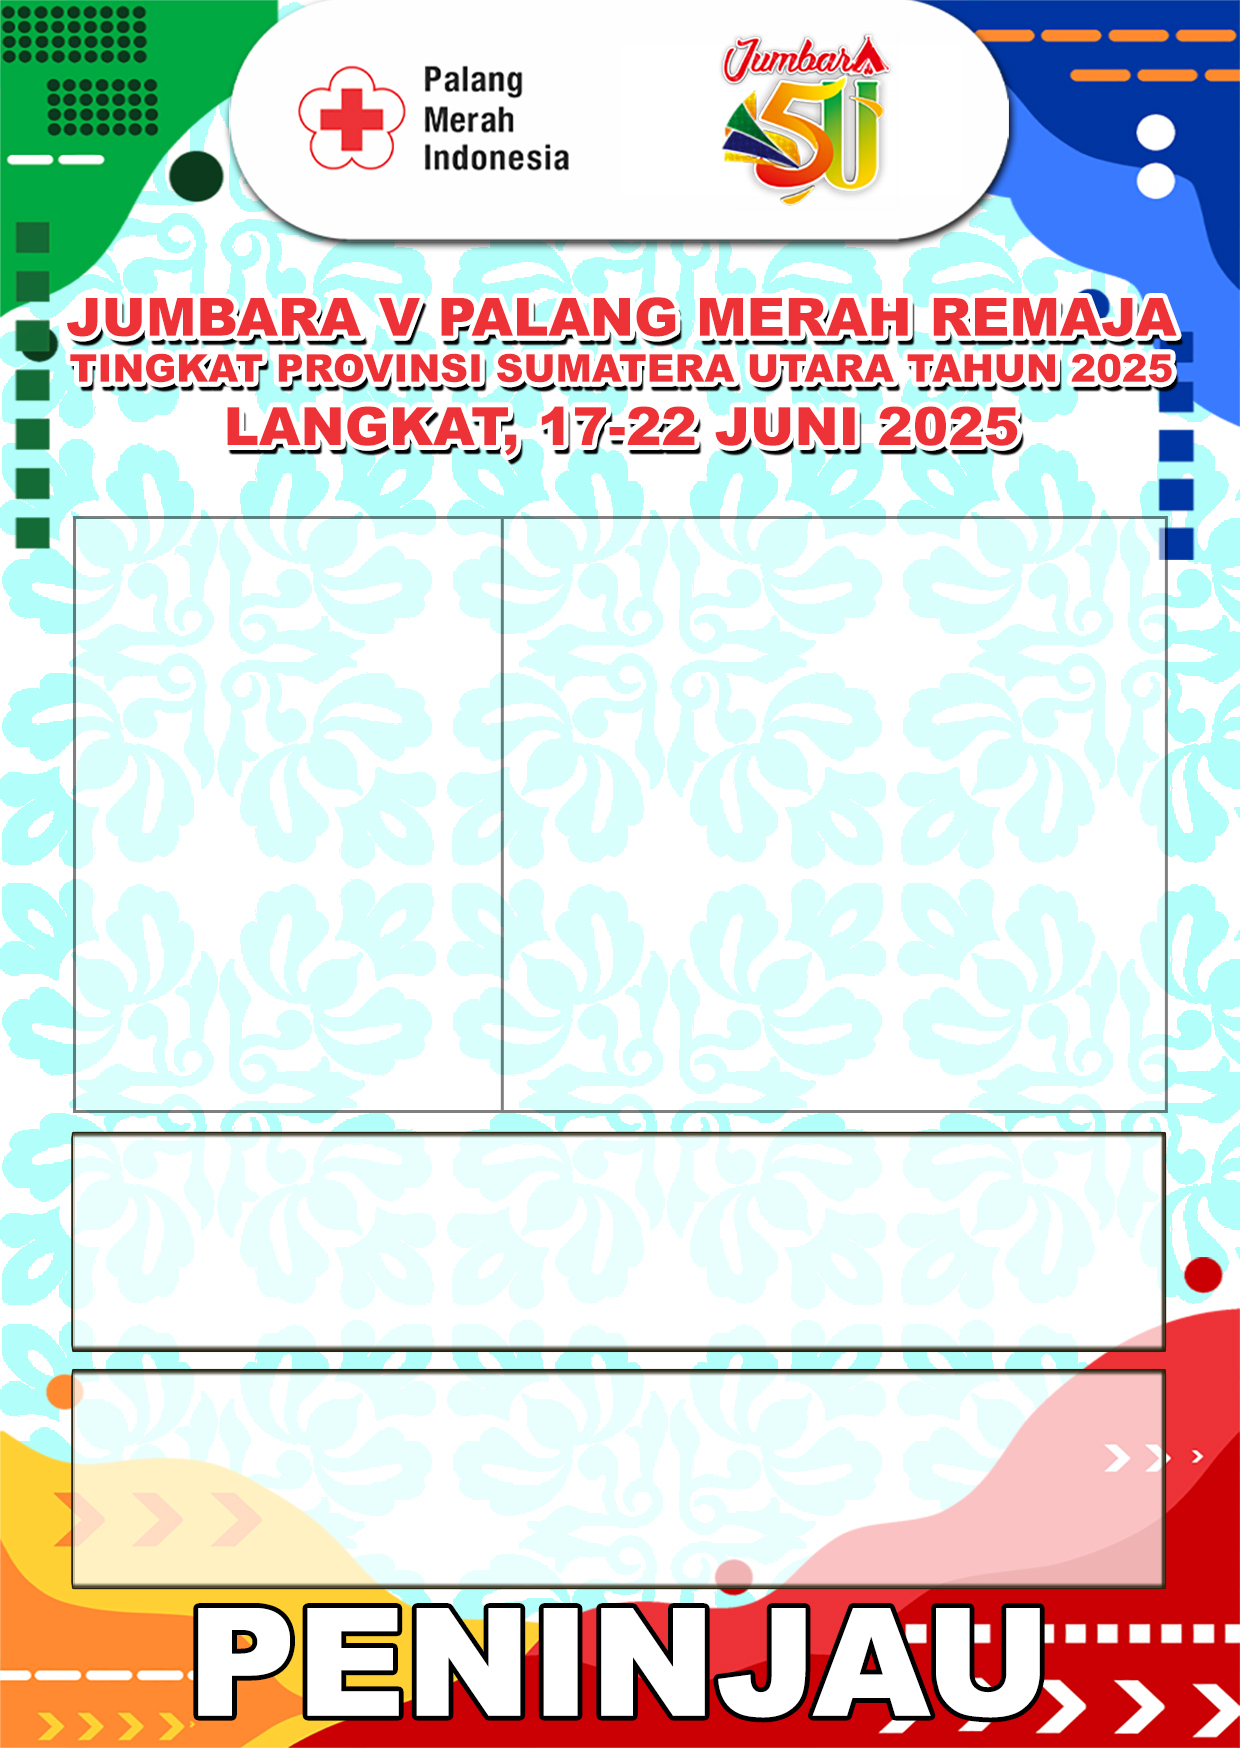 Palang
Merah
Indonesia
Jumbara
50
JUMBARA V PALANG MERAH REMAJA
TINGKAT PROVINSI SUMATERA UTARA TAHUN 2025
LANGKAT, 17-22 JUNI 2025
PENINJAU